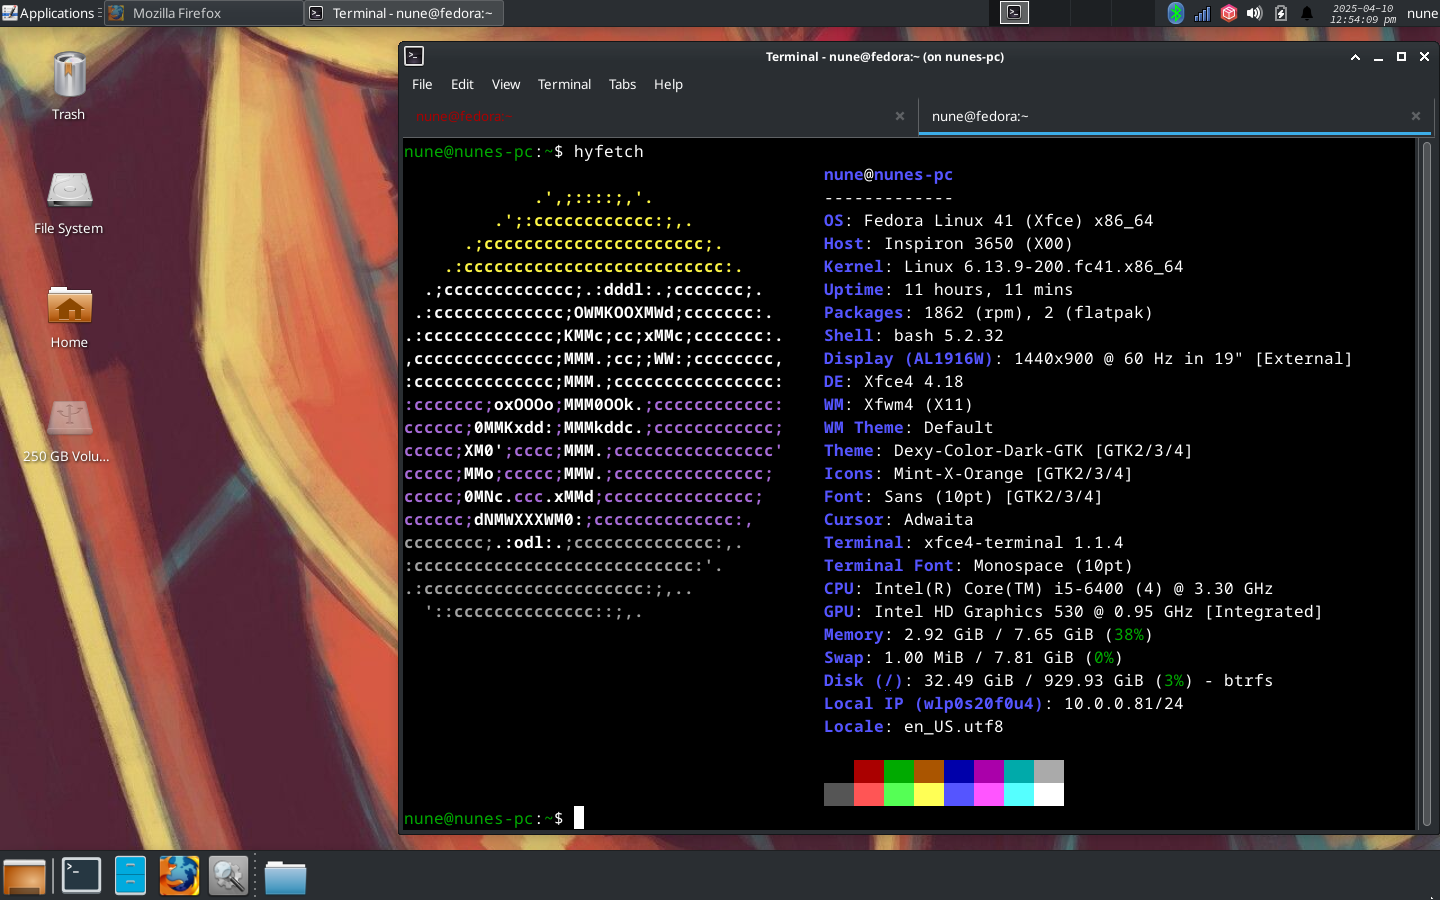 Applications
Mozilla Firefox
Terminal - nune@fedora:~
2025-04-10
12:54:09 pm
nune
Trash
File System
Home
250 GB Volu...
Terminal - nune@fedora:~ (on nunes-pc)
File Edit View Terminal Tabs Help
nune@fedora:~
nune@fedora:~
nune@nunes-pc:~$ hyfetch
.',;::::;,'.
.';:cccccccccccc:;,.
.;cccccccccccccccccccccc;.
.:cccccccccccccccccccccccccc:.
.;ccccccccccccc;.:dddl:.;ccccccc;.
.:ccccccccccccc;OWMKOOXMWd;ccccccc:.
.:ccccccccccccc;KMMc;cc;xMMc;ccccccc:.
,cccccccccccccc;MMM.;cc;;WW:;cccccccc,
:cccccccccccccc;MMM.;cccccccccccccccc:
:ccccccc;oxOOOo;MMM0OOk.;cccccccccccc:
cccccc;0MMKxdd:;MMMkddc.;cccccccccccc;
ccccc;XM0';cccc;MMM.;cccccccccccccccc'
ccccc;MMo;ccccc;MMW.;ccccccccccccccc;
ccccc;0MNc.ccc.xMMd;ccccccccccccccc;
cccccc;dNMWXXXWM0:;cccccccccccccc:,
cccccccc;.:odl:.;cccccccccccccc:,.
:cccccccccccccccccccccccccccc:'.
.:cccccccccccccccccccccc:;,..
'::cccccccccccccc::;,.
nune@nunes-pc
-------------
OS: Fedora Linux 41 (Xfce) x86_64
Host: Inspiron 3650 (X00)
Kernel: Linux 6.13.9-200.fc41.x86_64
Uptime: 11 hours, 11 mins
Packages: 1862 (rpm), 2 (flatpak)
Shell: bash 5.2.32
Display (AL1916W): 1440x900 @ 60 Hz in 19" [External]
DE: Xfce4 4.18
WM: Xfwm4 (X11)
WM Theme: Default
Theme: Dexy-Color-Dark-GTK [GTK2/3/4]
Icons: Mint-X-Orange [GTK2/3/4]
Font: Sans (10pt) [GTK2/3/4]
Cursor: Adwaita
Terminal: xfce4-terminal 1.1.4
Terminal Font: Monospace (10pt)
CPU: Intel(R) Core(TM) i5-6400 (4) @ 3.30 GHz
GPU: Intel HD Graphics 530 @ 0.95 GHz [Integrated]
Memory: 2.92 GiB / 7.65 GiB (38%)
Swap: 1.00 MiB / 7.81 GiB (0%)
Disk (/): 32.49 GiB / 929.93 GiB (3%) - btrfs
Local IP (wlp0s20f0u4): 10.0.0.81/24
Locale: en_US.utf8
nune@nunes-pc:~$